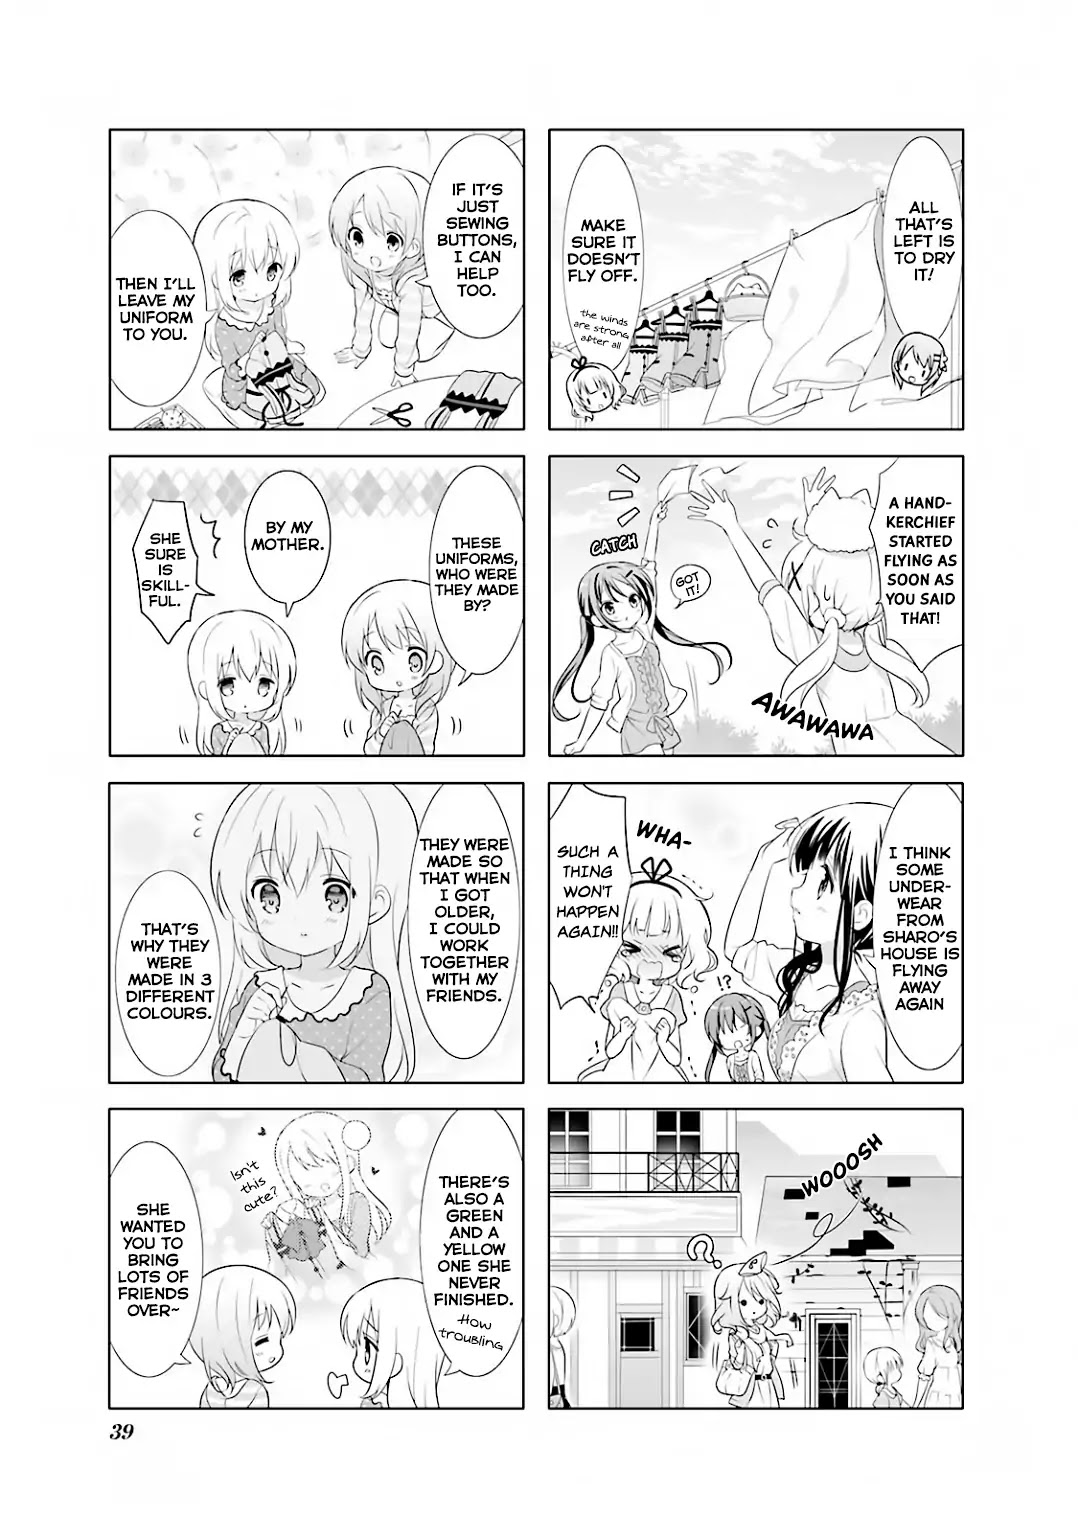 ALL
THAT'S
LEFT IS
TO DRY
IT!
MAKE
SURE IT
DOESN'T
FLY OFF.
the winds
are strong
after all
A HAND-
KERCHIEF
STARTED
FLYING AS
SOON AS
YOU SAID
THAT!
CATCH
GOT
IT!
AWAWAWA
I THINK
SOME
UNDER-
WEAR
FROM
SHARO'S
HOUSE IS
FLYING
AWAY
AGAIN
WHA-
SUCH A
THING
WON'T
HAPPEN
AGAIN!!
!?
WOOOSH
?
IF IT'S
JUST
SEWING
BUTTONS,
I CAN
HELP
TOO.
THEN I'LL
LEAVE MY
UNIFORM
TO YOU.
THESE
UNIFORMS,
WHO WERE
THEY MADE
BY?
BY MY
MOTHER.
SHE
SURE
IS
SKILL-
FUL.
THEY WERE
MADE SO
THAT WHEN
I GOT
OLDER,
I COULD
WORK
TOGETHER
WITH MY
FRIENDS.
THAT'S
WHY THEY
WERE
MADE IN 3
DIFFERENT
COLOURS.
THERE'S
ALSO A
GREEN
AND A
YELLOW
ONE SHE
NEVER
FINISHED.
How
troubling
Isn't
this
cute?
SHE
WANTED
YOU TO
BRING
LOTS OF
FRIENDS
OVER~
39